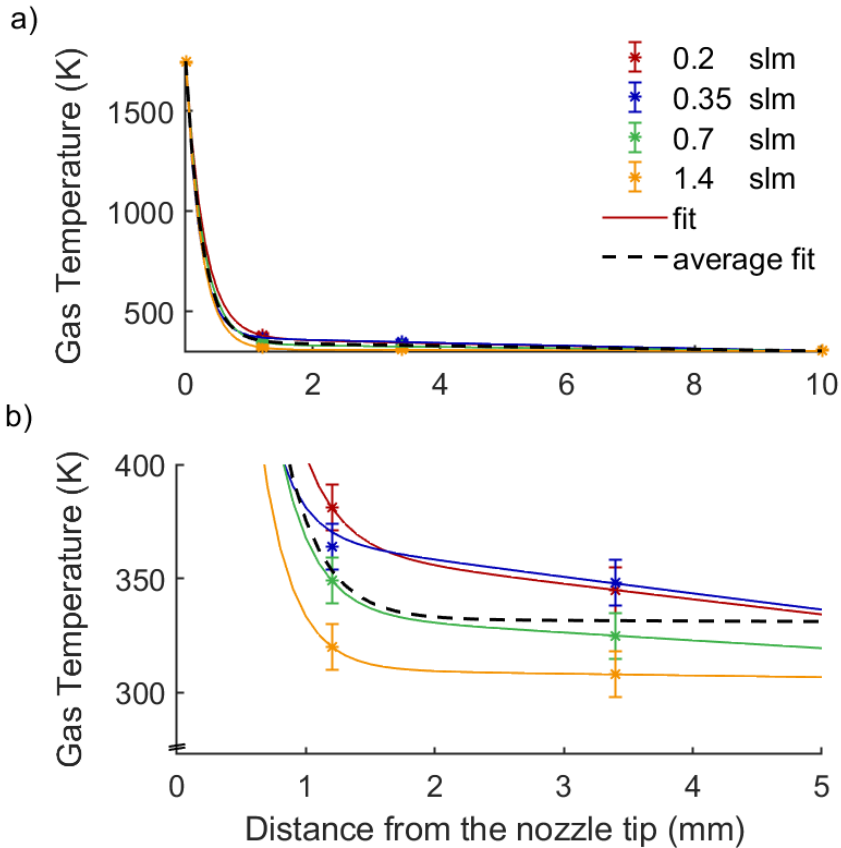 a)
Gas Temperature (K)
1500
1000
500
0 2 4 6 8 10
0.2 slm
0.35 slm
0.7 slm
1.4 slm
fit
average fit
b)
Gas Temperature (K)
400
350
300
0 1 2 3 4 5
Distance from the nozzle tip (mm)